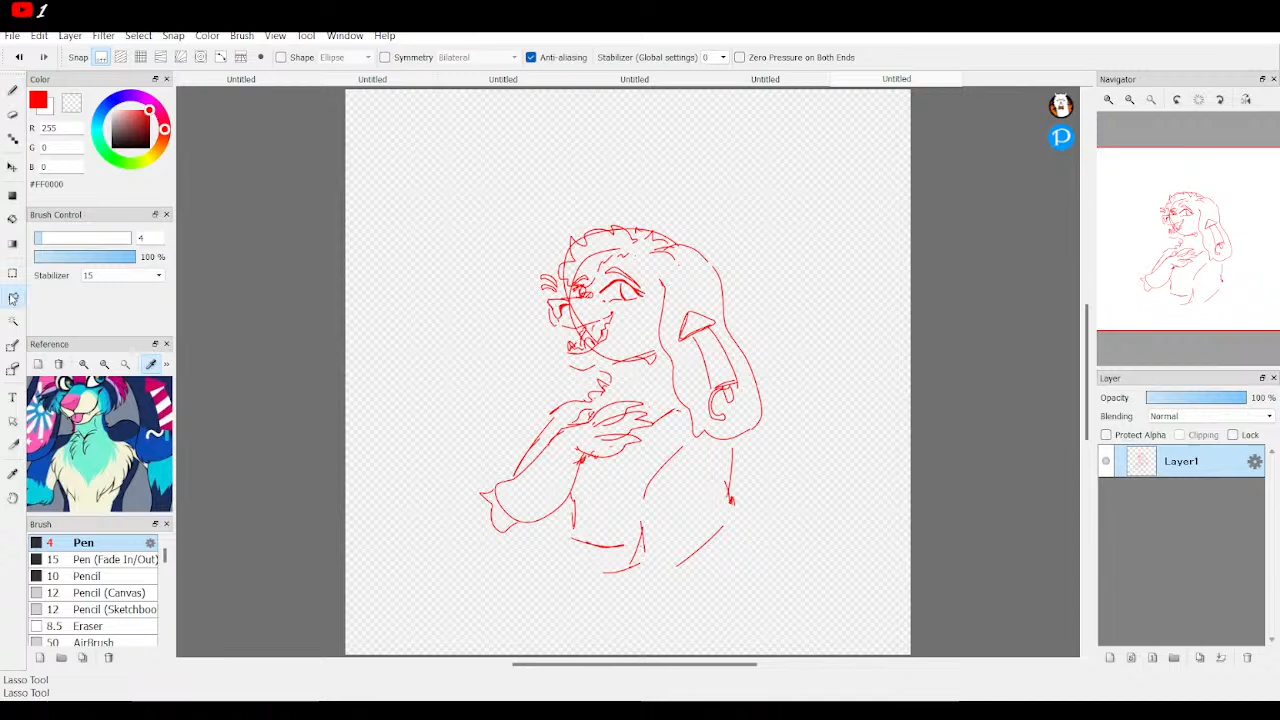 1
File Edit Layer Filter Select Snap Color Brush View Tool Window Help
Snap Shape Ellipse Symmetry Bilateral Anti-aliasing Stabilizer (Global settings) 0 Zero Pressure on Both Ends
Untitled Untitled Untitled Untitled Untitled Untitled
Color
R 255
G 0
B 0
#FF0000
Brush Control
4
100 %
Stabilizer 15
Reference
Brush
4 Pen
15 Pen (Fade In/Out)
10 Pencil
12 Pencil (Canvas)
12 Pencil (Sketchboo
8.5 Eraser
50 AirBrush
Lasso Tool
Lasso Tool
Navigator
Layer
Opacity 100 %
Blending Normal
Protect Alpha Clipping Lock
Layer1